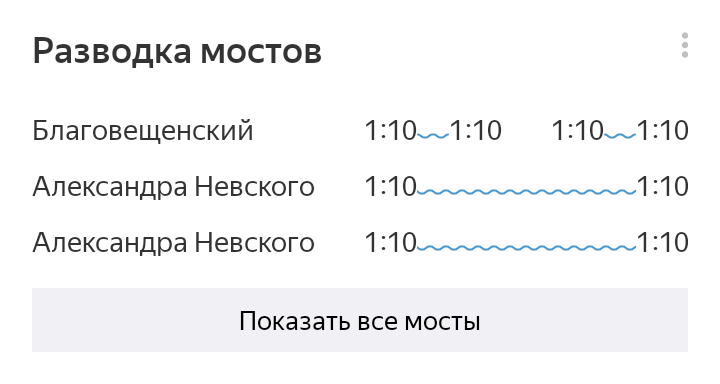 Разводка мостов
Благовещенский 1:10 1:10 1:10 1:10
Александра Невского 1:10 1:10
Александра Невского 1:10 1:10
Показать все мосты